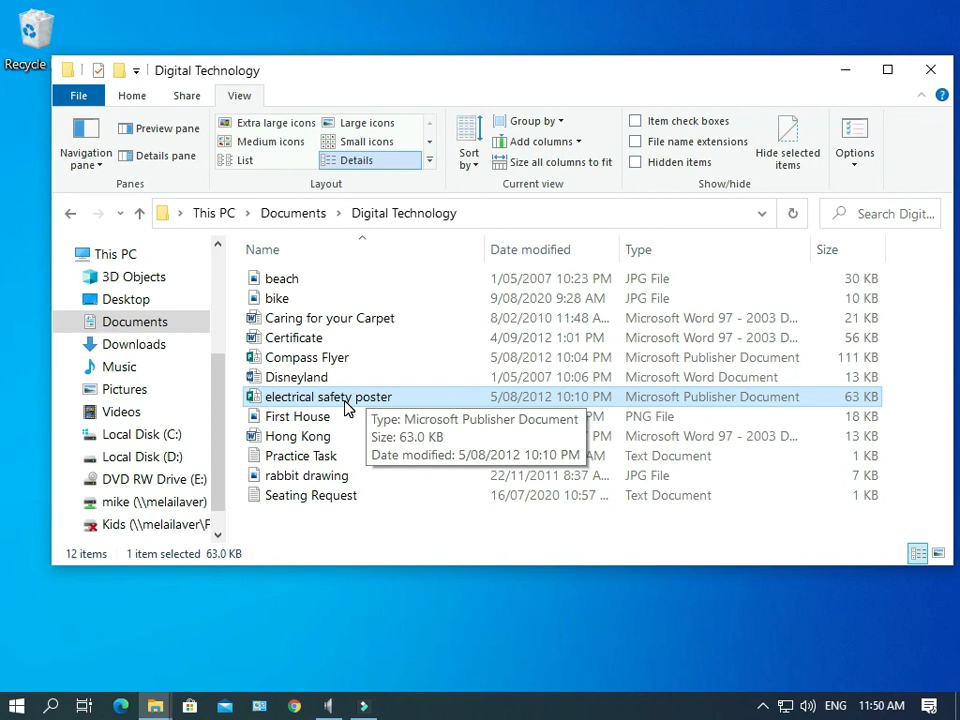 Recycle
Digital Technology
File Home Share View
Navigation pane
Preview pane
Details pane
Panes
Extra large icons Large icons
Medium icons Small icons
List Details
Layout
Sort by
Group by
Add columns
Size all columns to fit
Current view
Item check boxes
File name extensions
Hidden items
Hide selected items
Show/hide
Options
This PC Documents Digital Technology
Search Digit...
This PC
3D Objects
Desktop
Documents
Downloads
Music
Pictures
Videos
Local Disk (C:)
Local Disk (D:)
DVD RW Drive (E:)
mike (\\melailaver)
Kids (\\melailaver\F
Name Date modified Type Size
beach 1/05/2007 10:23 PM JPG File 30 KB
bike 9/08/2020 9:28 AM JPG File 10 KB
Caring for your Carpet 8/02/2010 11:48 A... Microsoft Word 97 - 2003 D... 21 KB
Certificate 4/09/2012 1:01 PM Microsoft Word 97 - 2003 D... 56 KB
Compass Flyer 5/08/2012 10:04 PM Microsoft Publisher Document 111 KB
Disneyland 1/05/2007 10:06 PM Microsoft Word Document 13 KB
electrical safety poster 5/08/2012 10:10 PM Microsoft Publisher Document 63 KB
First House PM PNG File 18 KB
Hong Kong PM Microsoft Word 97 - 2003 D... 13 KB
Practice Task Text Document 1 KB
rabbit drawing 22/11/2011 8:37 A... JPG File 7 KB
Seating Request 16/07/2020 10:57 ... Text Document 1 KB
Type: Microsoft Publisher Document
Size: 63.0 KB
Date modified: 5/08/2012 10:10 PM
12 items 1 item selected 63.0 KB
ENG 11:50 AM